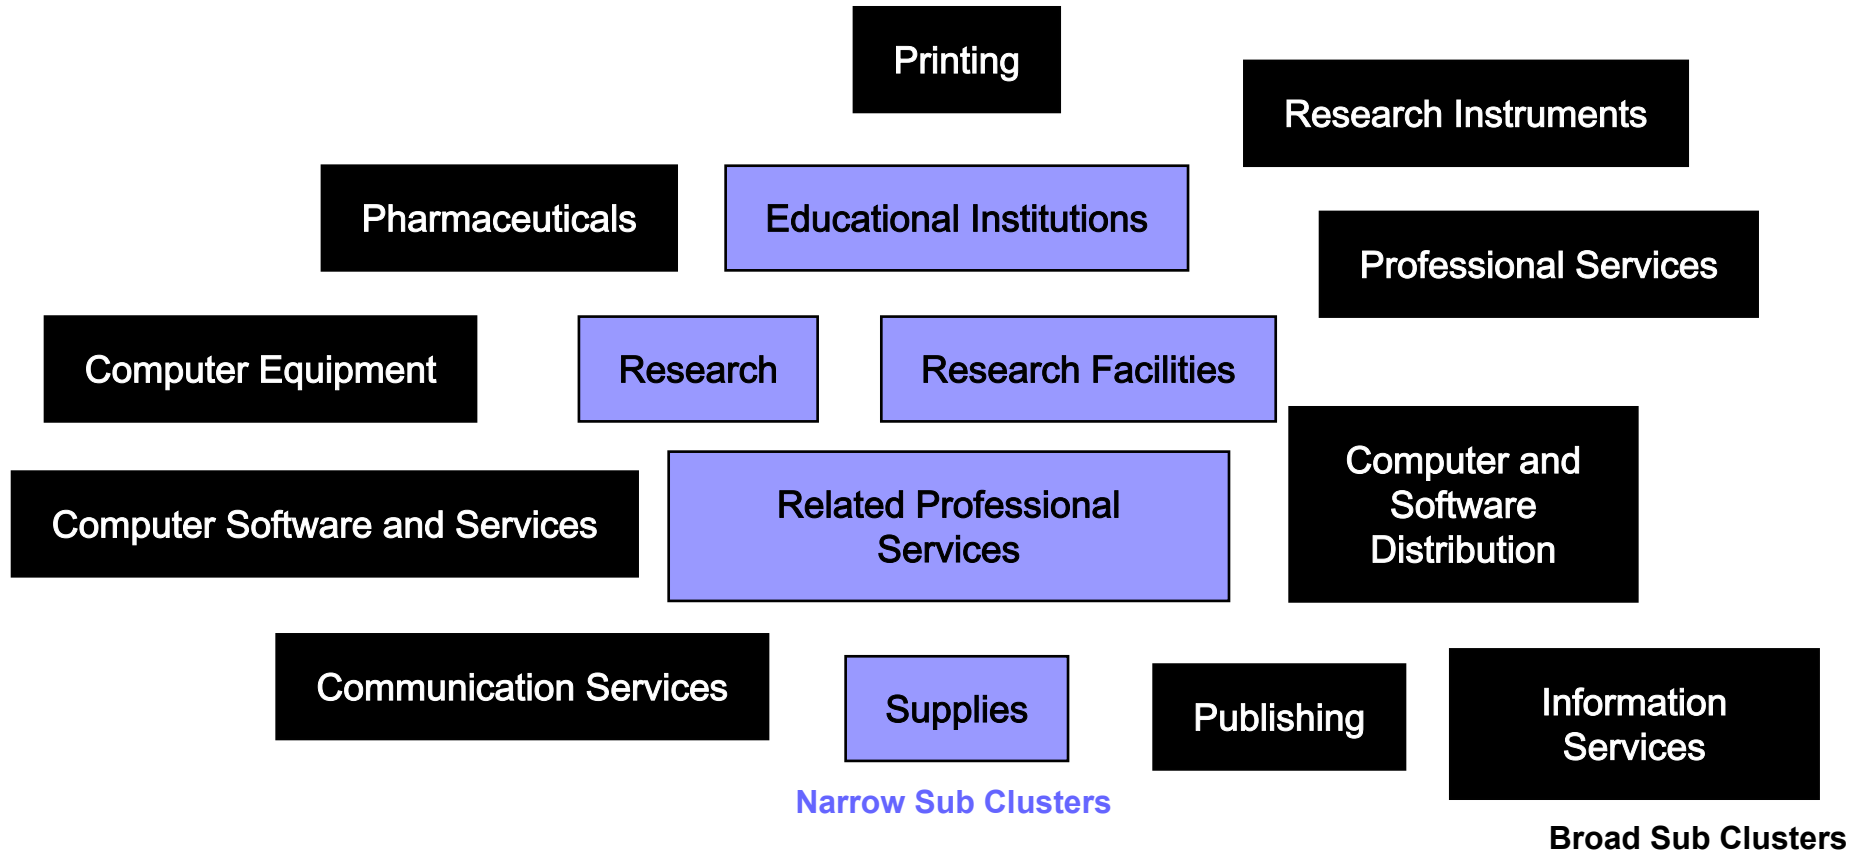 Printing
Research Instruments
Pharmaceuticals
Educational Institutions
Professional Services
Computer Equipment
Research
Research Facilities
Computer and
Software
Distribution
Computer Software and Services
Related Professional
Services
Communication Services
Supplies
Publishing
Information
Services
Narrow Sub Clusters
Broad Sub Clusters